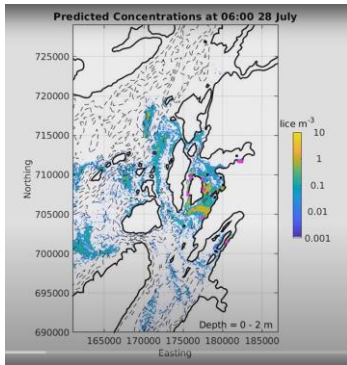 Predicted Concentrations at 06:00 28 July
Northing
730000
725000
720000
715000
710000
705000
700000
695000
690000
165000 170000 175000 180000 185000
Easting
Depth = 0 - 2 m
lice m-3
10
1
0.1
0.01
0.001